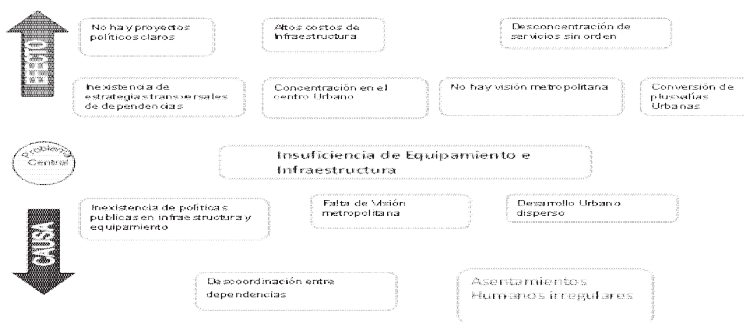 EFECTO
No hay proyectos
políticos claros
Altos costos de
Infraestructura
Desconcentración de
servicios sin orden
Inexistencia de
estrategias transversales
de dependencias
Concentración en el
centro Urbano
No hay visión metropolitana
Conversión de
plusvalías
Urbanas
Problema
Central
Insuficiencia de Equipamiento e
Infraestructura
CAUSA
Inexistencia de políticas
publicas en infraestructura y
equipamiento
Falta de Visión
metropolitana
Desarrollo Urbano
disperso
Descoordinación entre
dependencias
Asentamientos
Humanos irregulares